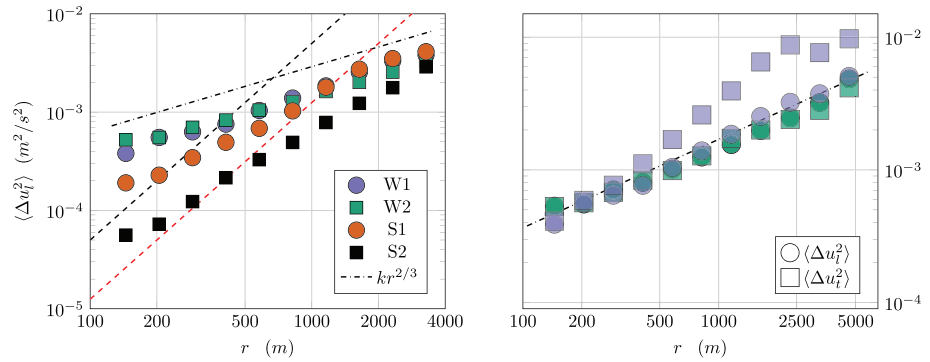 10^{-2}
10^{-3}
10^{-4}
10^{-5}
⟨Δu_l^2⟩ (m^2/s^2)
100 200 500 1000 2000 4000
r (m)
W1
W2
S1
S2
kr^{2/3}
10^{-2}
10^{-3}
10^{-4}
100 200 500 1000 2500 5000
r (m)
⟨Δu_l^2⟩
⟨Δu_t^2⟩